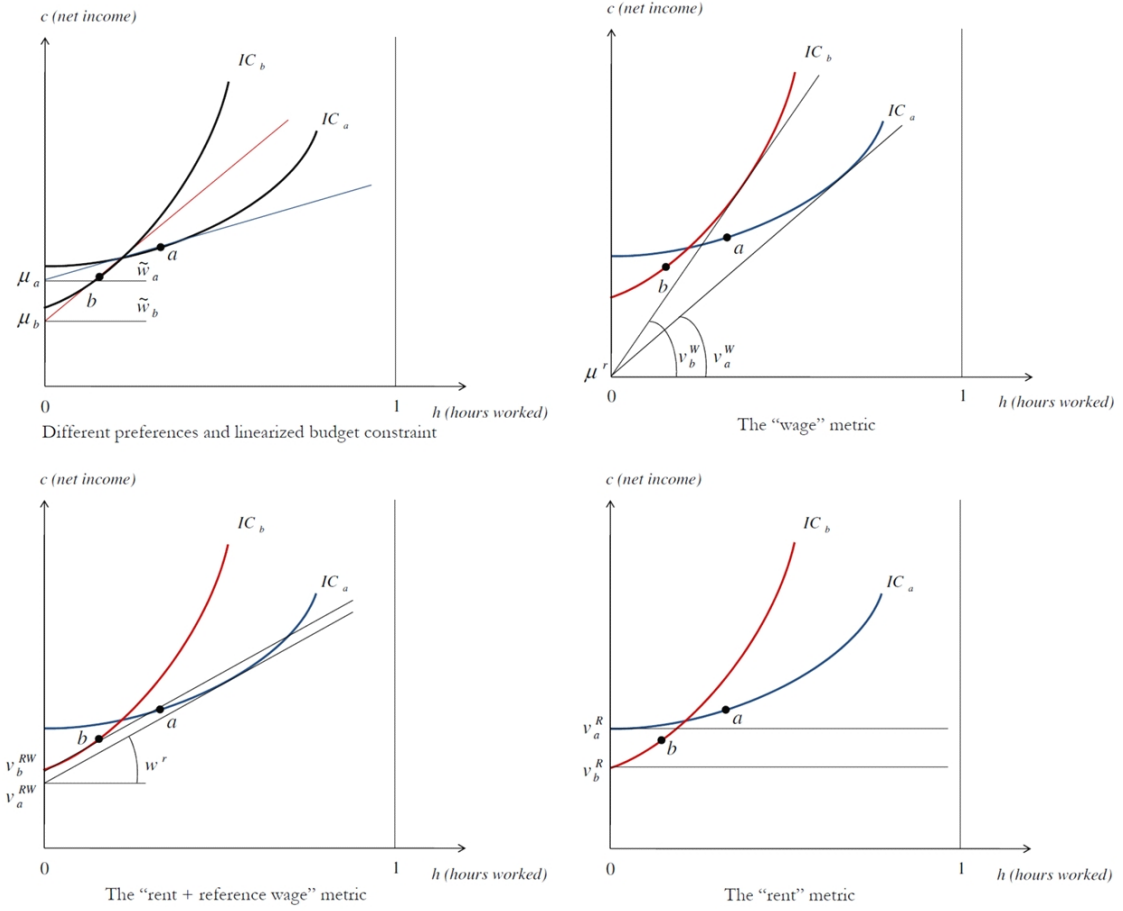 c (net income)
IC b
IC a
a
μ a
w̃ a
b
w̃ b
μ b
0
1
h (hours worked)
Different preferences and linearized budget constraint
c (net income)
IC b
IC a
a
b
v b W
v a W
μ r
0
1
h (hours worked)
The “wage” metric
c (net income)
IC b
IC a
a
b
v b RW
w r
v a RW
0
1
h (hours worked)
The “rent + reference wage” metric
c (net income)
IC b
IC a
a
v a R
b
v b R
0
1
h (hours worked)
The “rent” metric